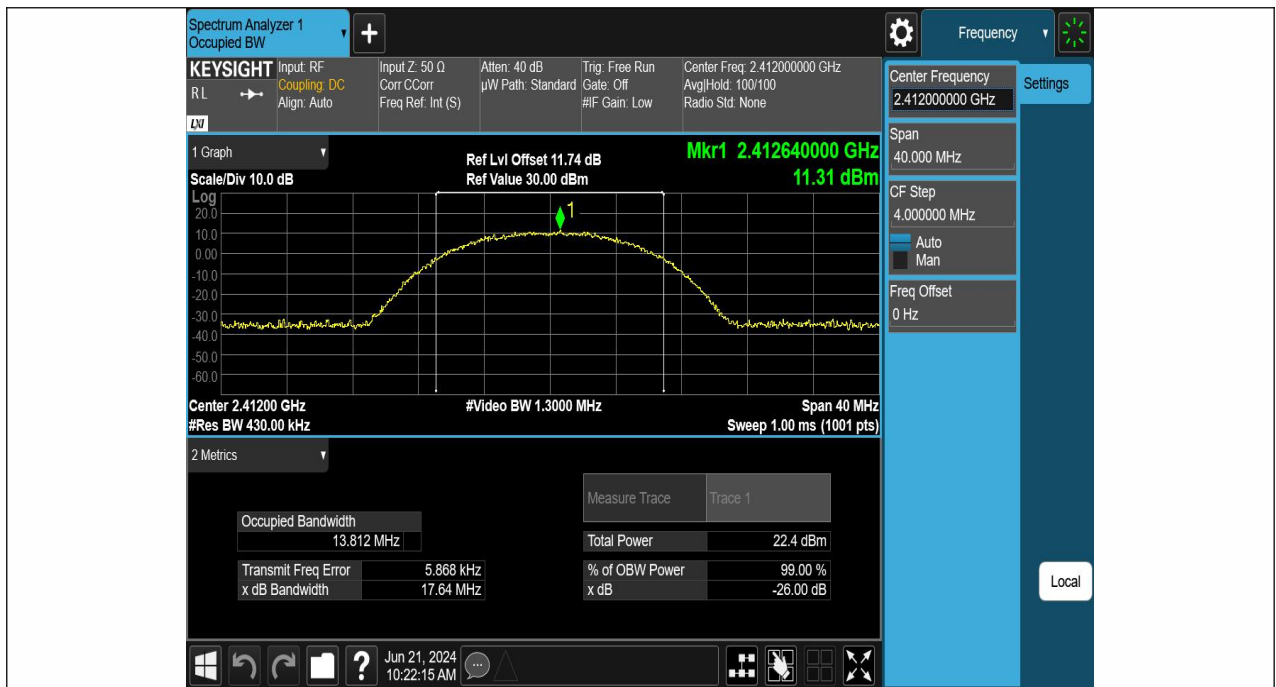 Spectrum Analyzer 1
Occupied BW
+
Frequency
KEYSIGHT
R L
LXI
Input: RF
Coupling: DC
Align: Auto
Input Z: 50 Ω
Corr CCorr
Freq Ref: Int (S)
Atten: 40 dB
µW Path: Standard
Trig: Free Run
Gate: Off
#IF Gain: Low
Center Freq: 2.412000000 GHz
Avg|Hold: 100/100
Radio Std: None
Center Frequency
2.412000000 GHz
Settings
Span
40.000 MHz
CF Step
4.000000 MHz
Auto
Man
Freq Offset
0 Hz
Local
1 Graph
Scale/Div 10.0 dB
Ref Lvl Offset 11.74 dB
Ref Value 30.00 dBm
Mkr1 2.412640000 GHz
11.31 dBm
Log
20.0
10.0
0.00
-10.0
-20.0
-30.0
-40.0
-50.0
-60.0
1
Center 2.41200 GHz
#Res BW 430.00 kHz
#Video BW 1.3000 MHz
Span 40 MHz
Sweep 1.00 ms (1001 pts)
2 Metrics
Measure Trace Trace 1
Occupied Bandwidth
13.812 MHz
Total Power 22.4 dBm
Transmit Freq Error 5.868 kHz
% of OBW Power 99.00 %
x dB Bandwidth 17.64 MHz
x dB -26.00 dB
?
Jun 21, 2024
10:22:15 AM